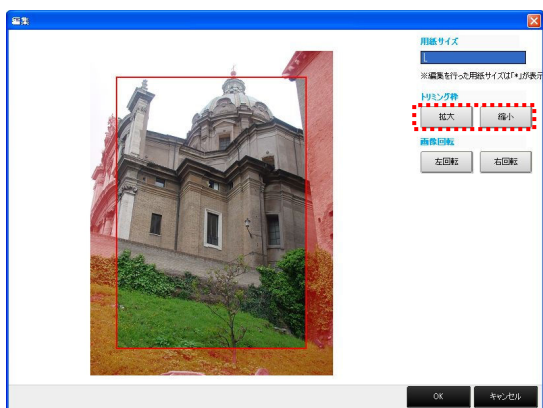 編集
用紙サイズ
L
※編集を行った用紙サイズは「*」が表示
トリミング枠
拡大 縮小
画像回転
左回転 右回転
OK キャンセル